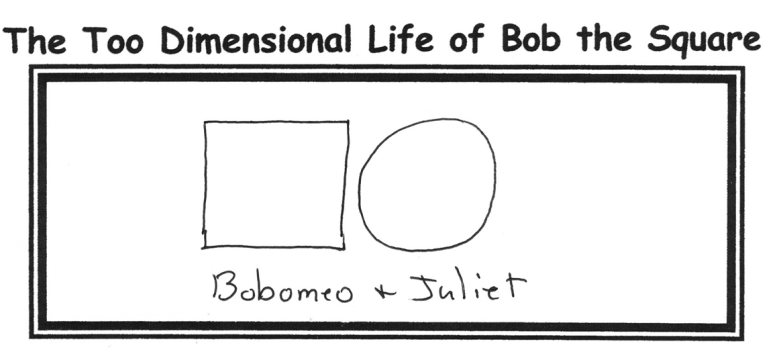 The Too Dimensional Life of Bob the Square
Bobomeo + Juliet